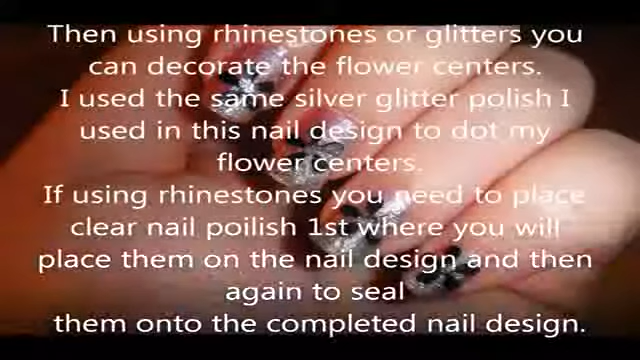 Then using rhinestones or glitters you
can decorate the flower centers.
I used the same silver glitter polish I
used in this nail design to dot my
flower centers.
If using rhinestones you need to place
clear nail poilish 1st where you will
place them on the nail design and then
again to seal
them onto the completed nail design.